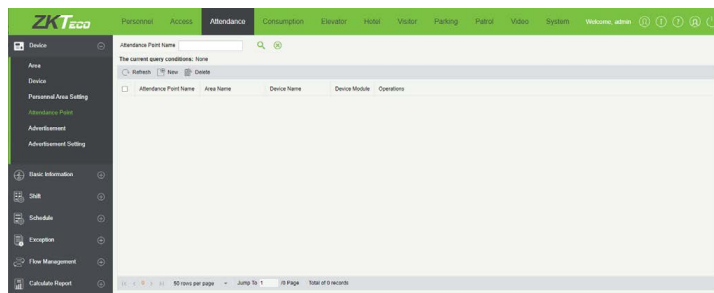 ZKTeco
Personnel Access Attendance Consumption Elevator Hotel Visitor Parking Patrol Video System Welcome, admin
Device
Area
Device
Personnel Area Setting
Attendance Point
Advertisement
Advertisement Setting
Basic Information
Shift
Schedule
Exception
Flow Management
Calculate Report
Attendance Point Name
The current query conditions: None
Refresh New Delete
Attendance Point Name Area Name Device Name Device Module Operations
0 50 rows per page Jump To 1 /0 Page Total of 0 records